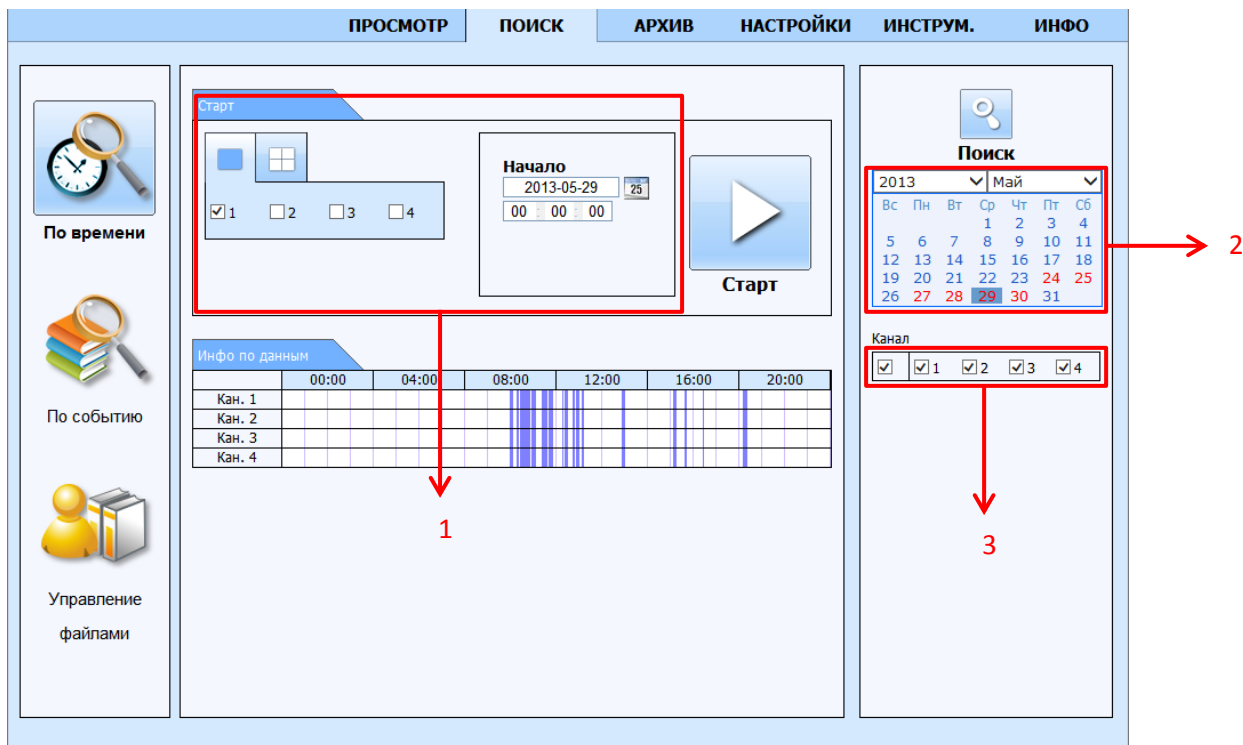 ПРОСМОТР ПОИСК АРХИВ НАСТРОЙКИ ИНСТРУМ. ИНФО
По времени
По событию
Управление
файлами
Старт
1 2 3 4
Начало
2013-05-29 25
00 : 00 : 00
Старт
Инфо по данным
00:00 04:00 08:00 12:00 16:00 20:00
Кан. 1
Кан. 2
Кан. 3
Кан. 4
1
Поиск
2013 Май
Вс Пн Вт Ср Чт Пт Сб
1 2 3 4
5 6 7 8 9 10 11
12 13 14 15 16 17 18
19 20 21 22 23 24 25
26 27 28 29 30 31
2
Канал
1 2 3 4
3